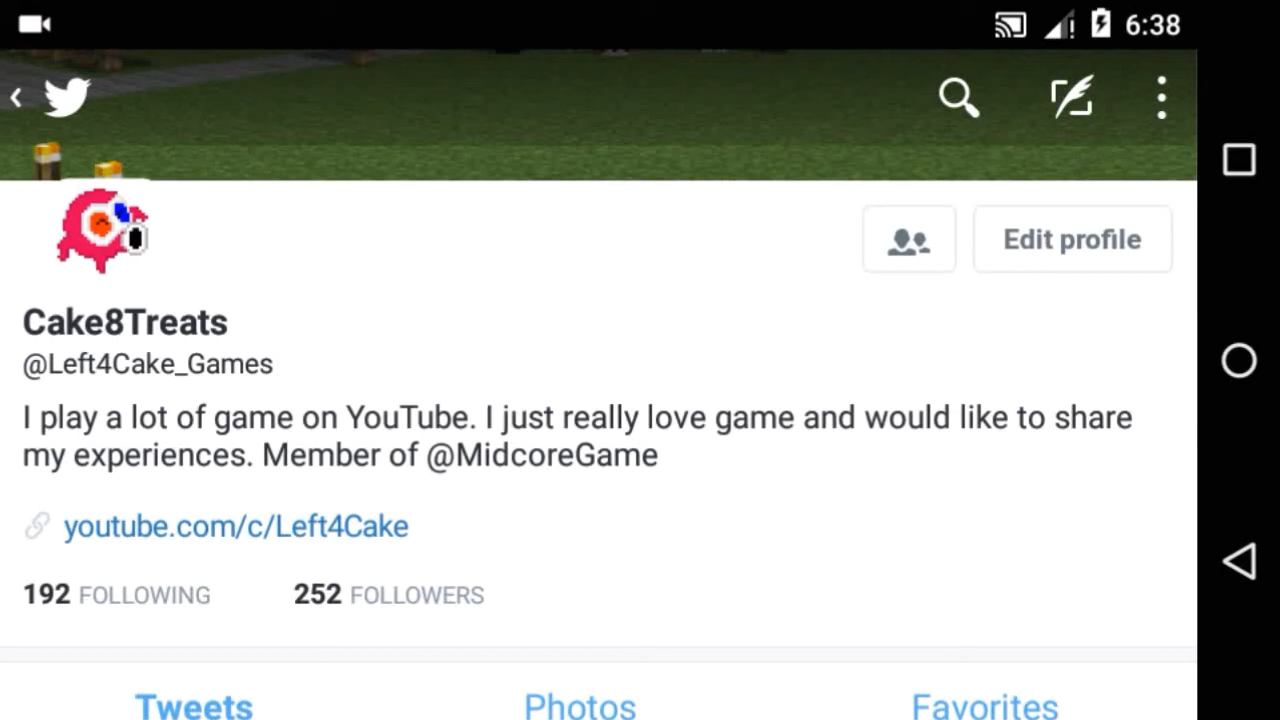 6:38
Edit profile
Cake8Treats
@Left4Cake_Games
I play a lot of game on YouTube. I just really love game and would like to share
my experiences. Member of @MidcoreGame
youtube.com/c/Left4Cake
192 FOLLOWING 252 FOLLOWERS
Tweets Photos Favorites